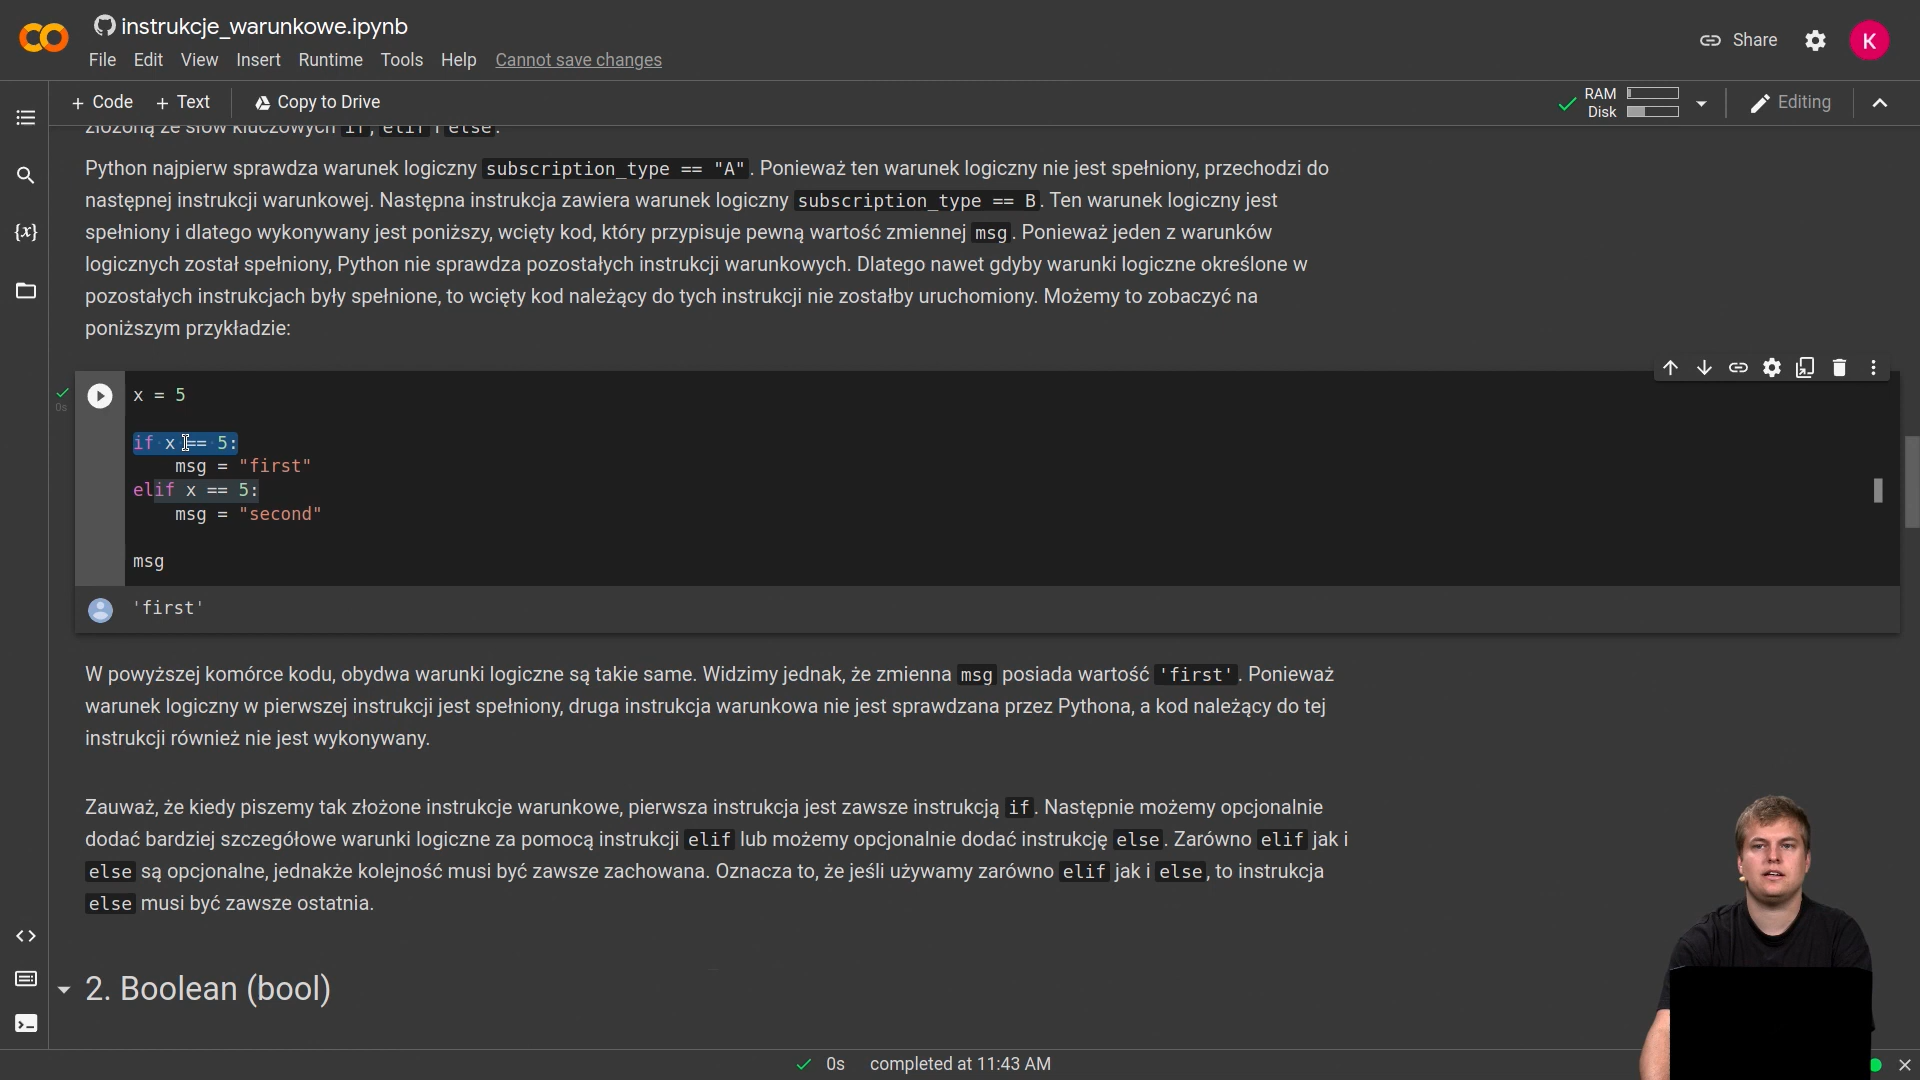 instrukcje_warunkowe.ipynb
File Edit View Insert Runtime Tools Help Cannot save changes
Share
K
+ Code + Text Copy to Drive
RAM
Disk
Editing
złożoną ze słów kluczowych if, elif i else.
Python najpierw sprawdza warunek logiczny subscription_type == "A". Ponieważ ten warunek logiczny nie jest spełniony, przechodzi do
następnej instrukcji warunkowej. Następna instrukcja zawiera warunek logiczny subscription_type == B. Ten warunek logiczny jest
spełniony i dlatego wykonywany jest poniższy, wcięty kod, który przypisuje pewną wartość zmiennej msg. Ponieważ jeden z warunków
logicznych został spełniony, Python nie sprawdza pozostałych instrukcji warunkowych. Dlatego nawet gdyby warunki logiczne określone w
pozostałych instrukcjach były spełnione, to wcięty kod należący do tych instrukcji nie zostałby uruchomiony. Możemy to zobaczyć na
poniższym przykładzie:
0s
x = 5
if x == 5:
    msg = "first"
elif x == 5:
    msg = "second"
msg
'first'
W powyższej komórce kodu, obydwa warunki logiczne są takie same. Widzimy jednak, że zmienna msg posiada wartość 'first'. Ponieważ
warunek logiczny w pierwszej instrukcji jest spełniony, druga instrukcja warunkowa nie jest sprawdzana przez Pythona, a kod należący do tej
instrukcji również nie jest wykonywany.
Zauważ, że kiedy piszemy tak złożone instrukcje warunkowe, pierwsza instrukcja jest zawsze instrukcją if. Następnie możemy opcjonalnie
dodać bardziej szczegółowe warunki logiczne za pomocą instrukcji elif lub możemy opcjonalnie dodać instrukcję else. Zarówno elif jak i
else są opcjonalne, jednakże kolejność musi być zawsze zachowana. Oznacza to, że jeśli używamy zarówno elif jak i else, to instrukcja
else musi być zawsze ostatnia.
2. Boolean (bool)
0s completed at 11:43 AM